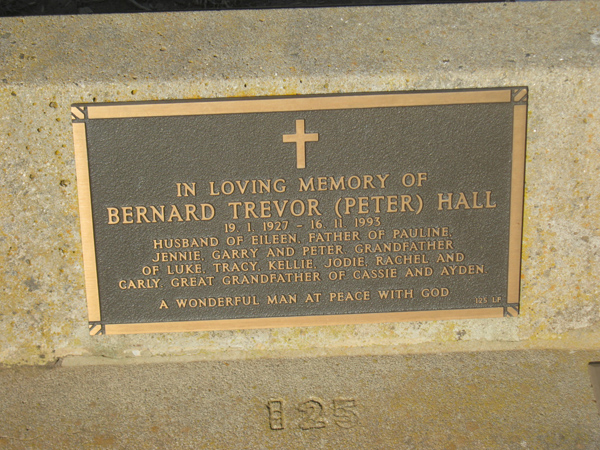 IN LOVING MEMORY OF
BERNARD TREVOR (PETER) HALL
19. 1. 1927 - 16. 11. 1993
HUSBAND OF EILEEN, FATHER OF PAULINE,
JENNIE, GARRY AND PETER, GRANDFATHER
OF LUKE, TRACY, KELLIE, JODIE, RACHEL AND
CARLY, GREAT GRANDFATHER OF CASSIE AND AYDEN.
A WONDERFUL MAN AT PEACE WITH GOD
125 LP
125